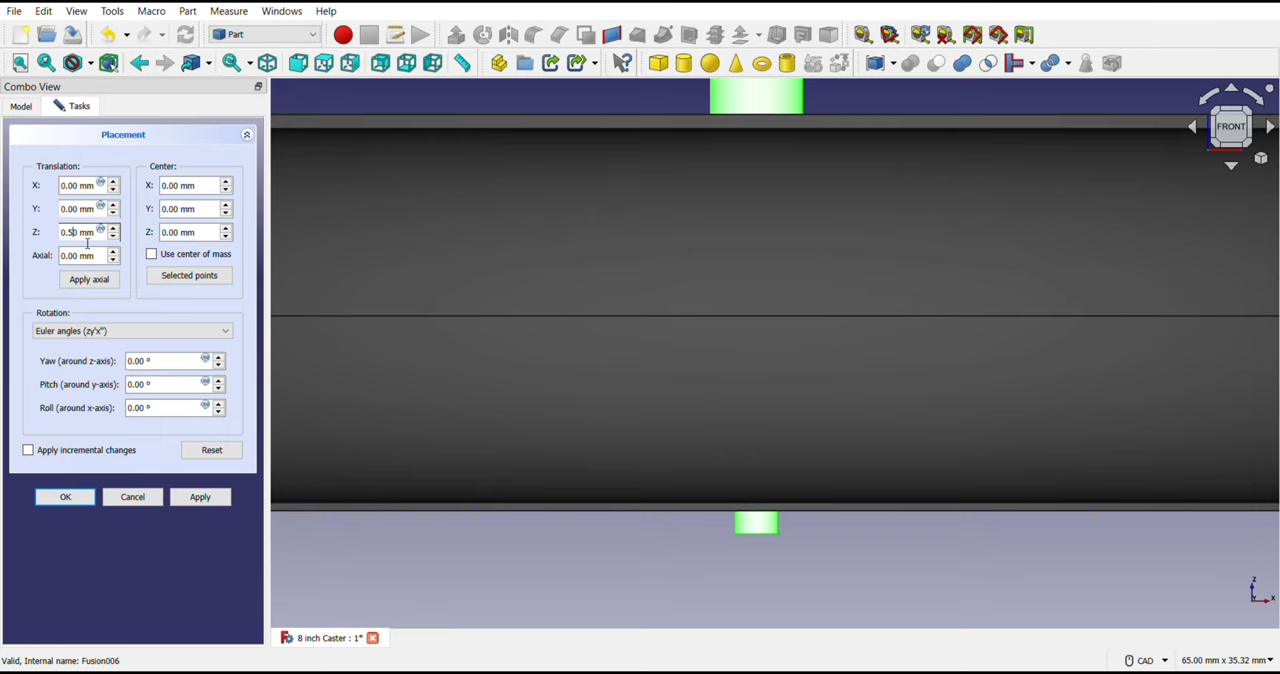 File Edit View Tools Macro Part Measure Windows Help
Part
Combo View
Model Tasks
Placement
Translation: Center:
X: 0.00 mm X: 0.00 mm
Y: 0.00 mm Y: 0.00 mm
Z: 0.50 mm Z: 0.00 mm
Axial: 0.00 mm Use center of mass
Apply axial Selected points
Rotation:
Euler angles (zy'x'')
Yaw (around z-axis): 0.00 °
Pitch (around y-axis): 0.00 °
Roll (around x-axis): 0.00 °
Apply incremental changes Reset
OK Cancel Apply
FRONT
Z
Y X
8 inch Caster : 1*
Valid, Internal name: Fusion006
CAD 65.00 mm x 35.32 mm